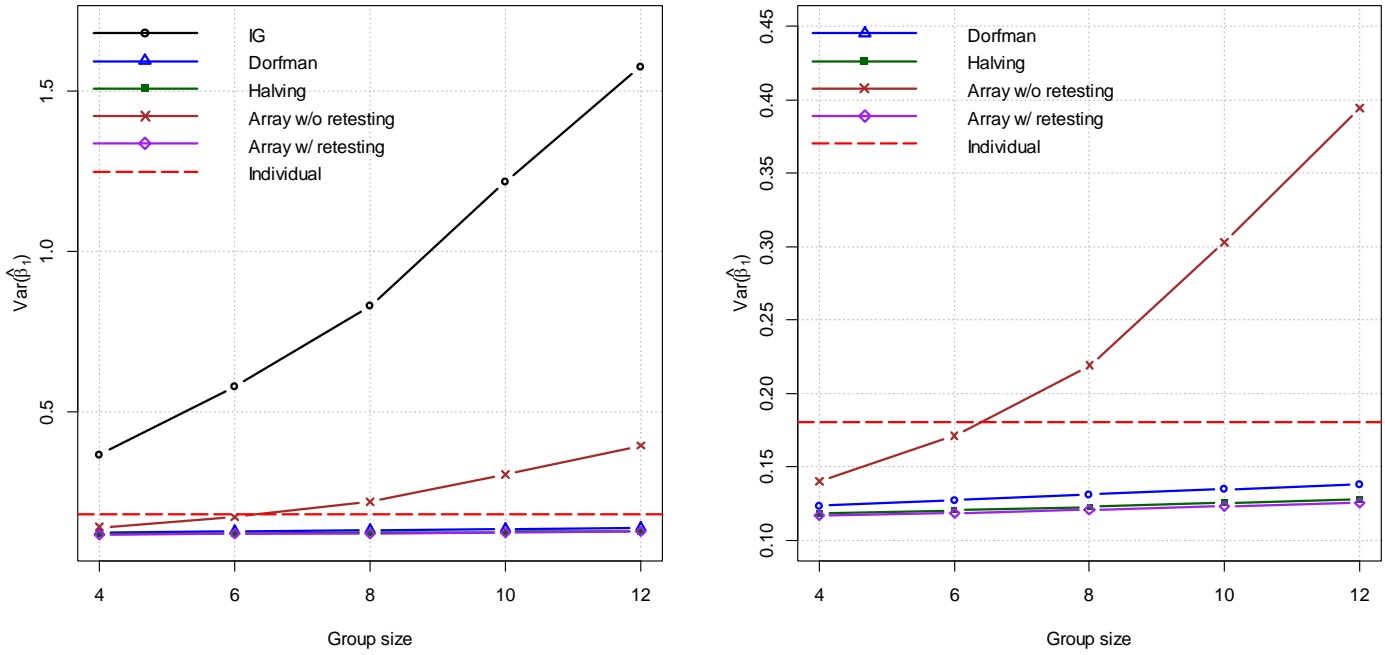 IG
Dorfman
Halving
Array w/o retesting
Array w/ retesting
Individual
1.5
1.0
0.5
Var(β̂₁)
4 6 8 10 12
Group size
Dorfman
Halving
Array w/o retesting
Array w/ retesting
Individual
0.45
0.40
0.35
0.30
0.25
0.20
0.15
0.10
Var(β̂₁)
4 6 8 10 12
Group size